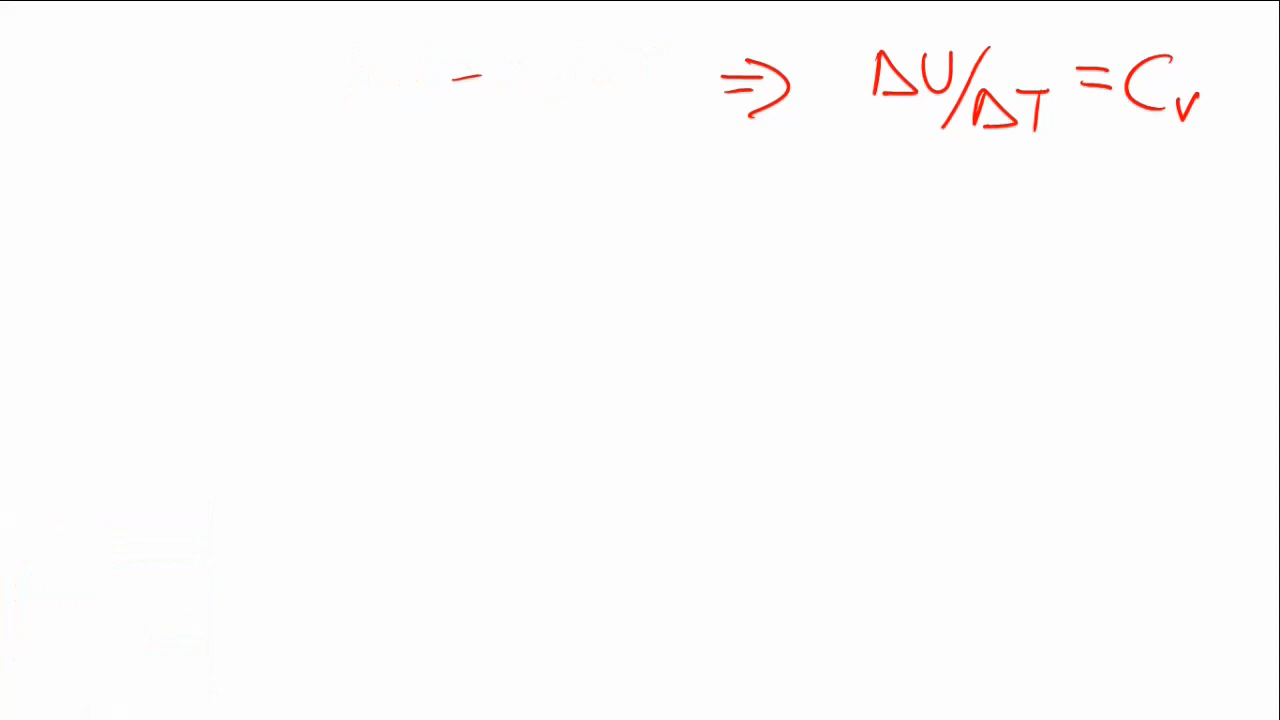 – ⇒ ΔU/ΔT = Cᵥ